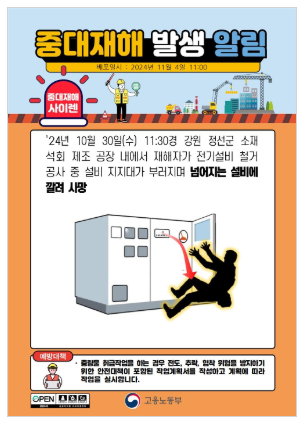 중대재해 발생 알림
배포일시 : 2024년 11월 4일 11:00
중대재해
사이렌
'24년 10월 30일(수) 11:30경 강원 정선군 소재
석회 제조 공장 내에서 재해자가 전기설비 철거
공사 중 설비 지지대가 부러지며 넘어지는 설비에
깔려 사망
예방대책
• 중량물 취급작업을 하는 경우 전도, 추락, 협착 위험을 방지하기
위한 안전대책이 포함된 작업계획서를 작성하고 계획에 따라
작업을 실시합니다.
OPEN
고용노동부